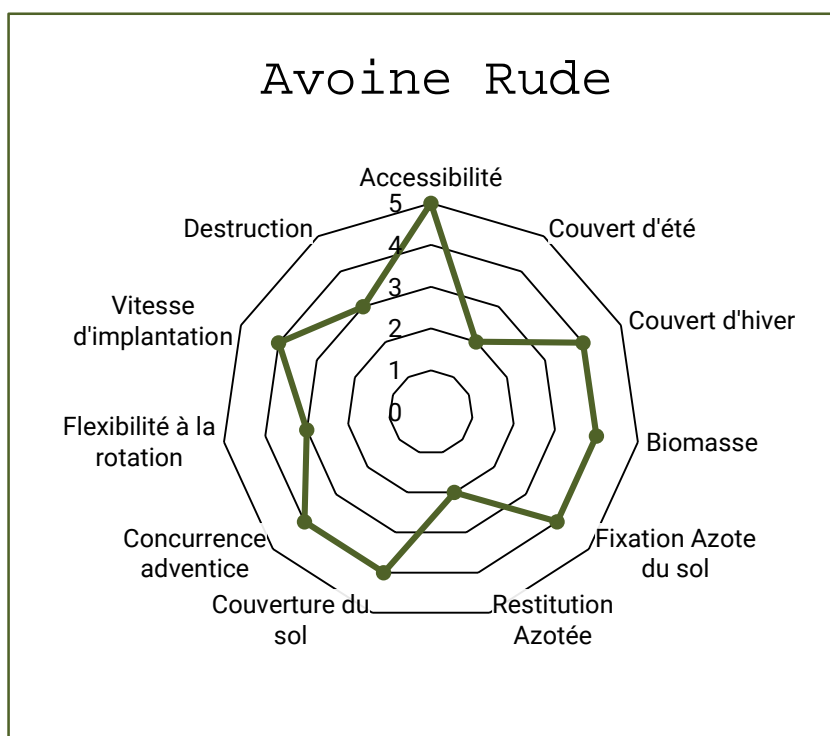 Avoine Rude
Accessibilité
5
Destruction
Couvert d'été
4
Vitesse
d'implantation
3
Couvert d'hiver
2
1
0
Flexibilité à la
rotation
Biomasse
Concurrence
adventice
Fixation Azote
du sol
Couverture du
sol
Restitution
Azotée